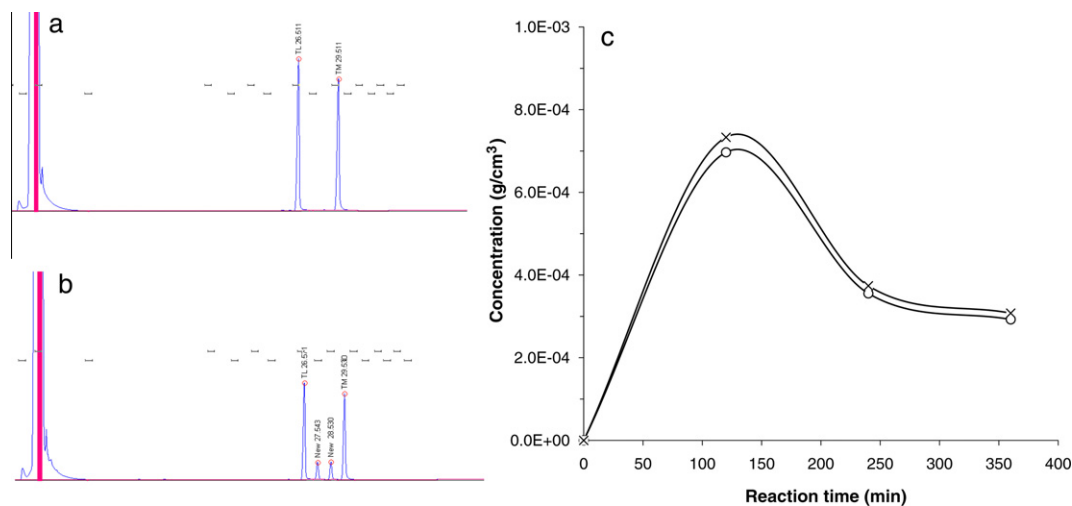 a
TL 26.511
TM 29.511
b
TL 26.571
New 27.543
New 28.530
TM 29.530
c
Concentration (g/cm³)
1.0E-03
8.0E-04
6.0E-04
4.0E-04
2.0E-04
0.0E+00
0 50 100 150 200 250 300 350 400
Reaction time (min)